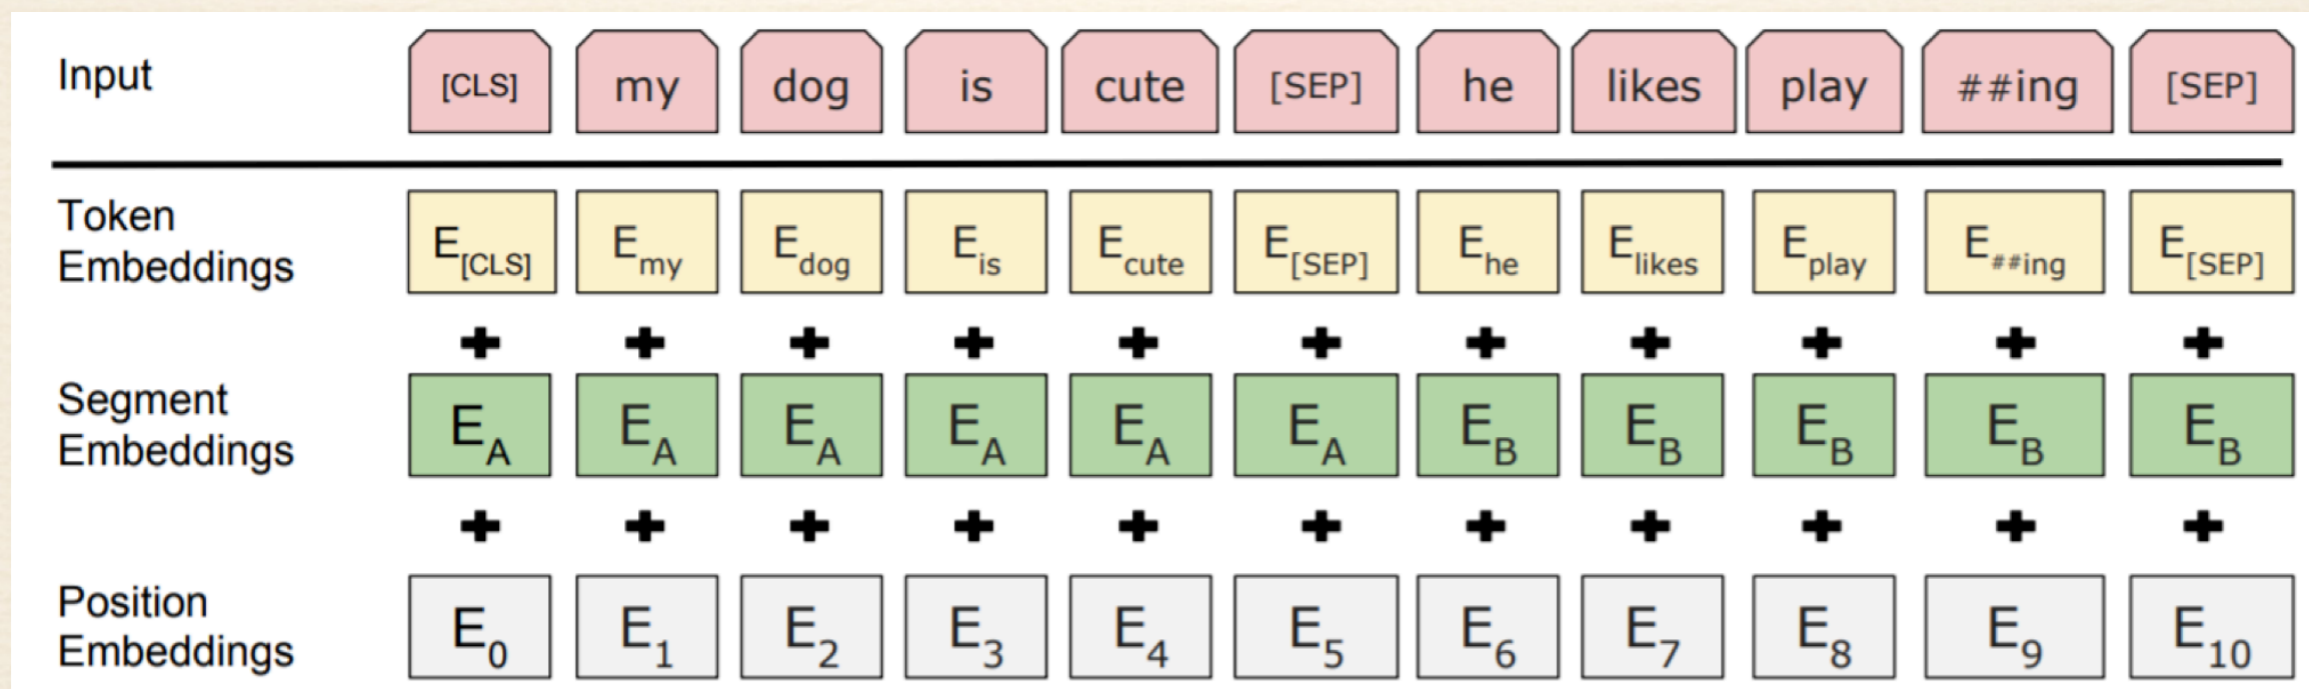 Input [CLS] my dog is cute [SEP] he likes play ##ing [SEP]
Token Embeddings E[CLS] Emy Edog Eis Ecute E[SEP] Ehe Elikes Eplay E##ing E[SEP]
+ + + + + + + + + + +
Segment Embeddings EA EA EA EA EA EA EB EB EB EB EB
+ + + + + + + + + + +
Position Embeddings E0 E1 E2 E3 E4 E5 E6 E7 E8 E9 E10